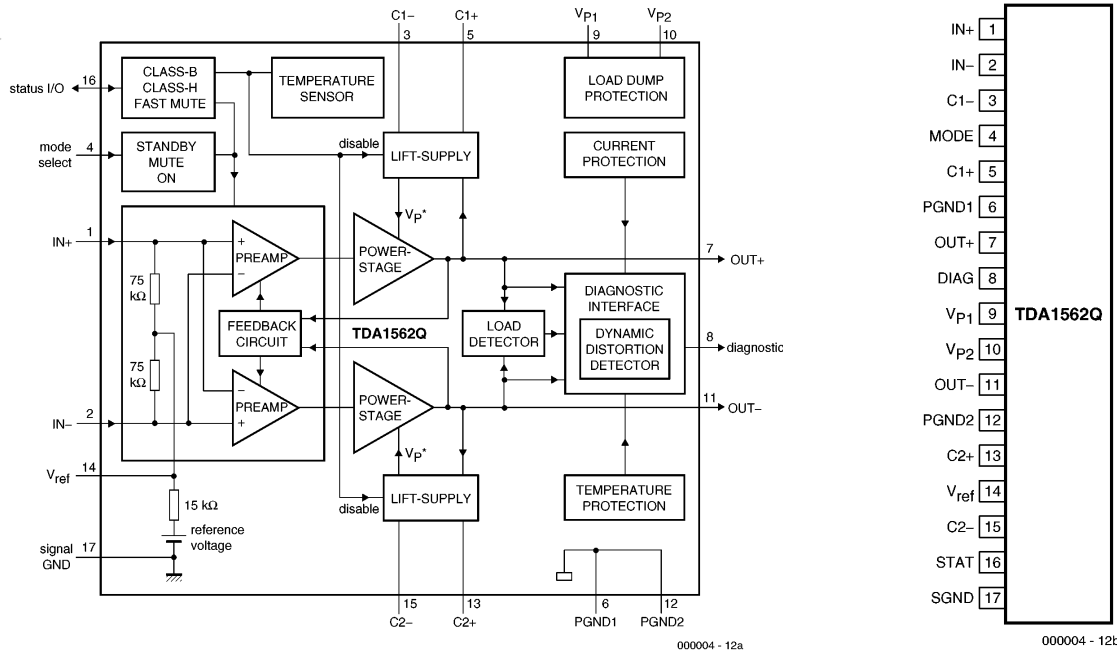 C1−
3
C1+
5
VP1
9
VP2
10
status I/O
16
CLASS-B
CLASS-H
FAST MUTE
TEMPERATURE
SENSOR
LOAD DUMP
PROTECTION
mode
select
4
STANDBY
MUTE
ON
disable
LIFT-SUPPLY
CURRENT
PROTECTION
VP*
IN+
1
+
−
PREAMP
POWER-
STAGE
7
OUT+
75
kΩ
FEEDBACK
CIRCUIT
TDA1562Q
LOAD
DETECTOR
DIAGNOSTIC
INTERFACE
DYNAMIC
DISTORTION
DETECTOR
8
diagnostic
75
kΩ
−
+
PREAMP
POWER-
STAGE
11
OUT−
IN−
2
VP*
Vref
14
15 kΩ
reference
voltage
disable
LIFT-SUPPLY
TEMPERATURE
PROTECTION
signal
GND
17
15
C2−
13
C2+
6
PGND1
12
PGND2
000004 - 12a
IN+ 1
IN− 2
C1− 3
MODE 4
C1+ 5
PGND1 6
OUT+ 7
DIAG 8
VP1 9
VP2 10
OUT− 11
PGND2 12
C2+ 13
Vref 14
C2− 15
STAT 16
SGND 17
TDA1562Q
000004 - 12b